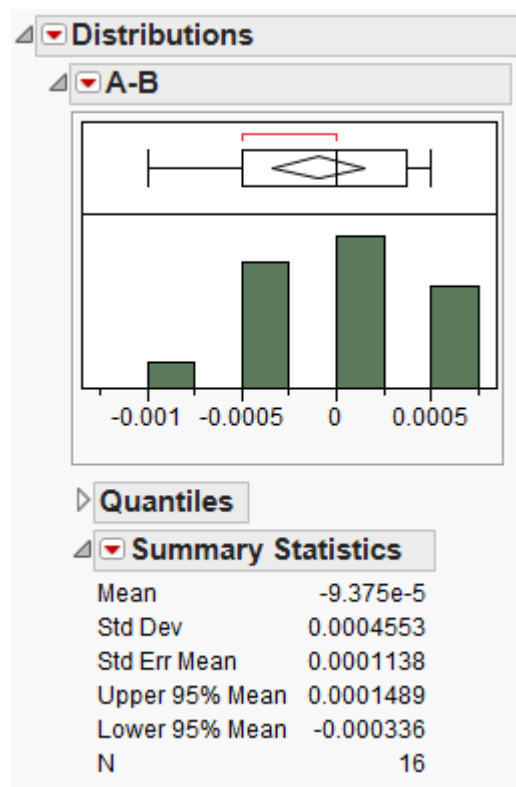 Distributions
A-B
-0.001 -0.0005 0 0.0005
Quantiles
Summary Statistics
Mean -9.375e-5
Std Dev 0.0004553
Std Err Mean 0.0001138
Upper 95% Mean 0.0001489
Lower 95% Mean -0.000336
N 16